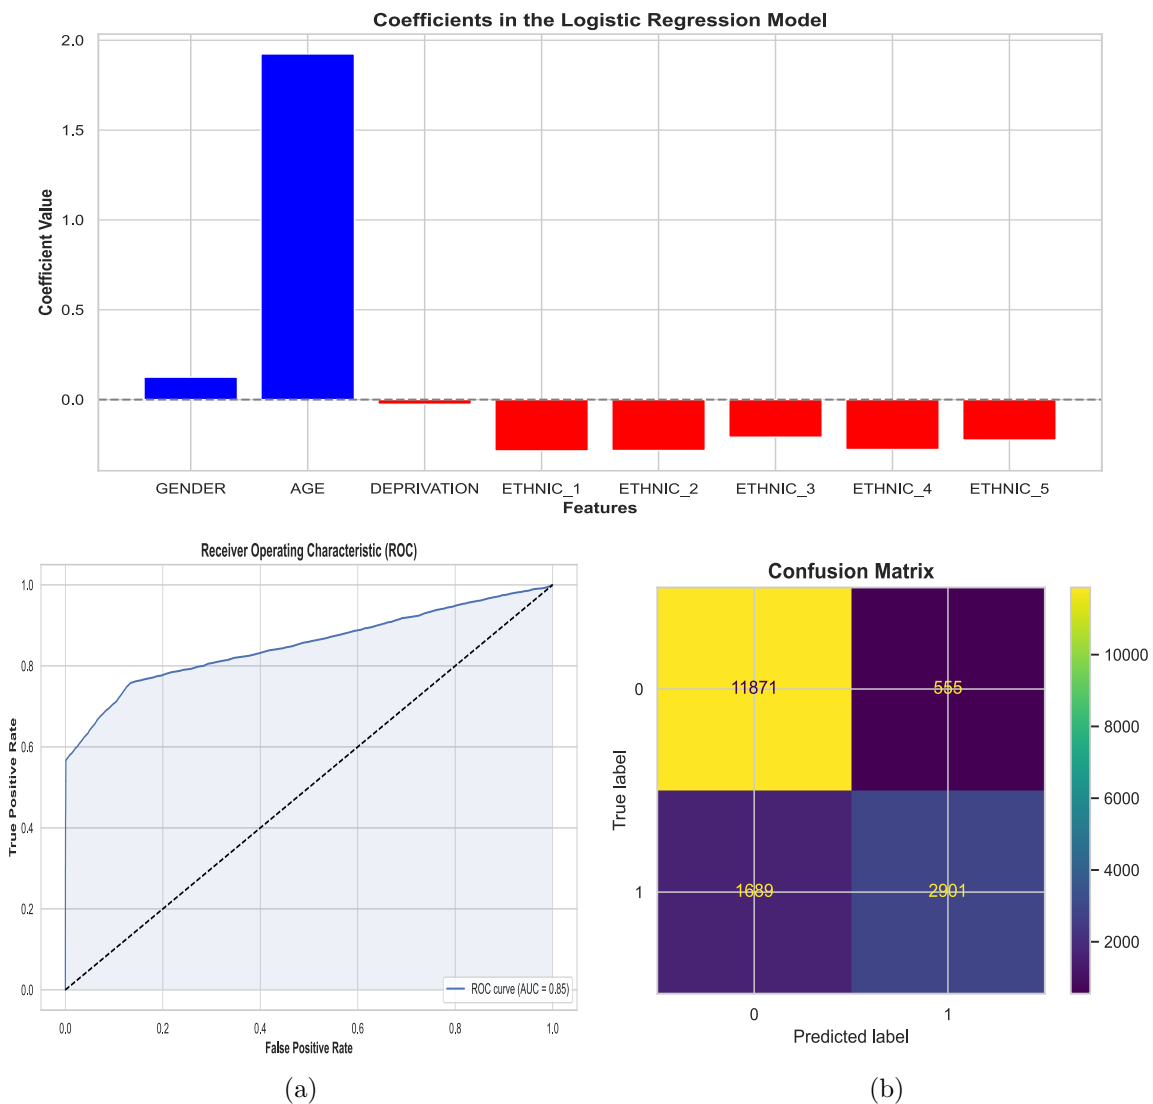 Coefficients in the Logistic Regression Model
2.0
1.5
1.0
0.5
0.0
Coefficient Value
GENDER AGE DEPRIVATION ETHNIC_1 ETHNIC_2 ETHNIC_3 ETHNIC_4 ETHNIC_5
Features
Receiver Operating Characteristic (ROC)
1.0
0.8
0.6
0.4
0.2
0.0
True Positive Rate
ROC curve (AUC = 0.85)
0.0 0.2 0.4 0.6 0.8 1.0
False Positive Rate
(a)
Confusion Matrix
0
1
True label
11871 555
1689 2901
0 1
Predicted label
10000
8000
6000
4000
2000
(b)